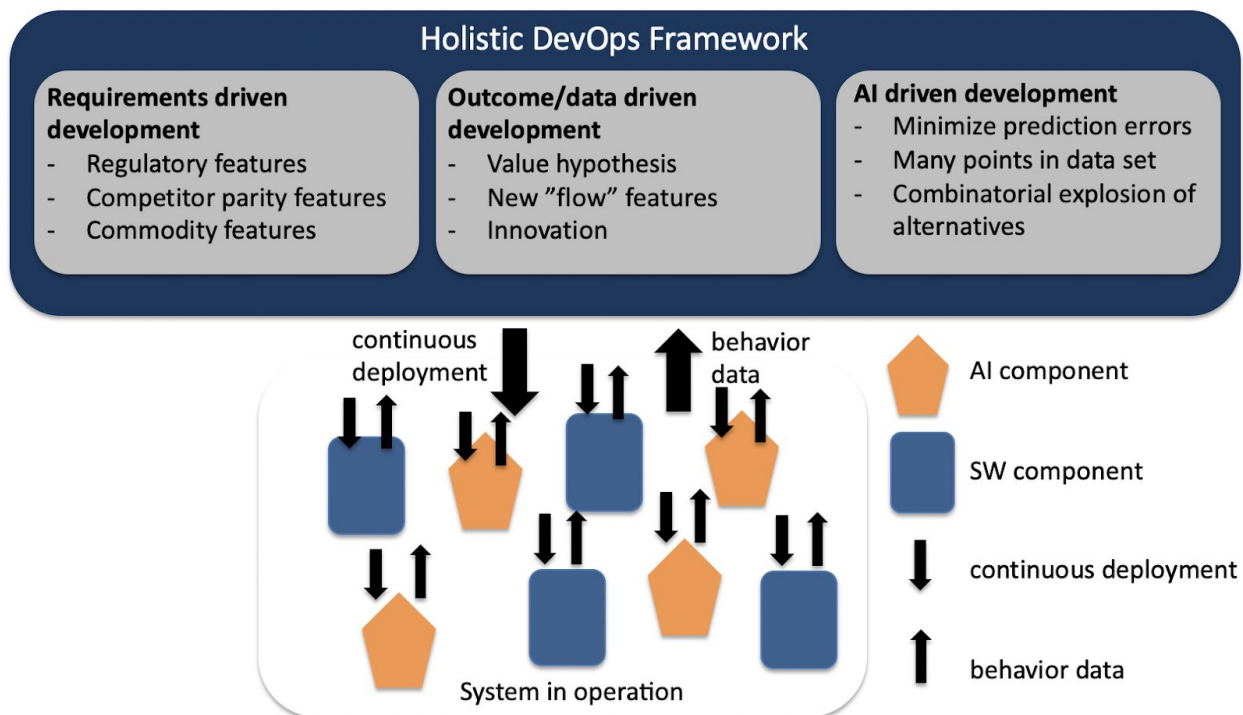 Holistic DevOps Framework
Requirements driven
development
- Regulatory features
- Competitor parity features
- Commodity features
Outcome/data driven
development
- Value hypothesis
- New ”flow” features
- Innovation
AI driven development
- Minimize prediction errors
- Many points in data set
- Combinatorial explosion of
alternatives
continuous
deployment
behavior
data
AI component
SW component
continuous deployment
behavior data
System in operation